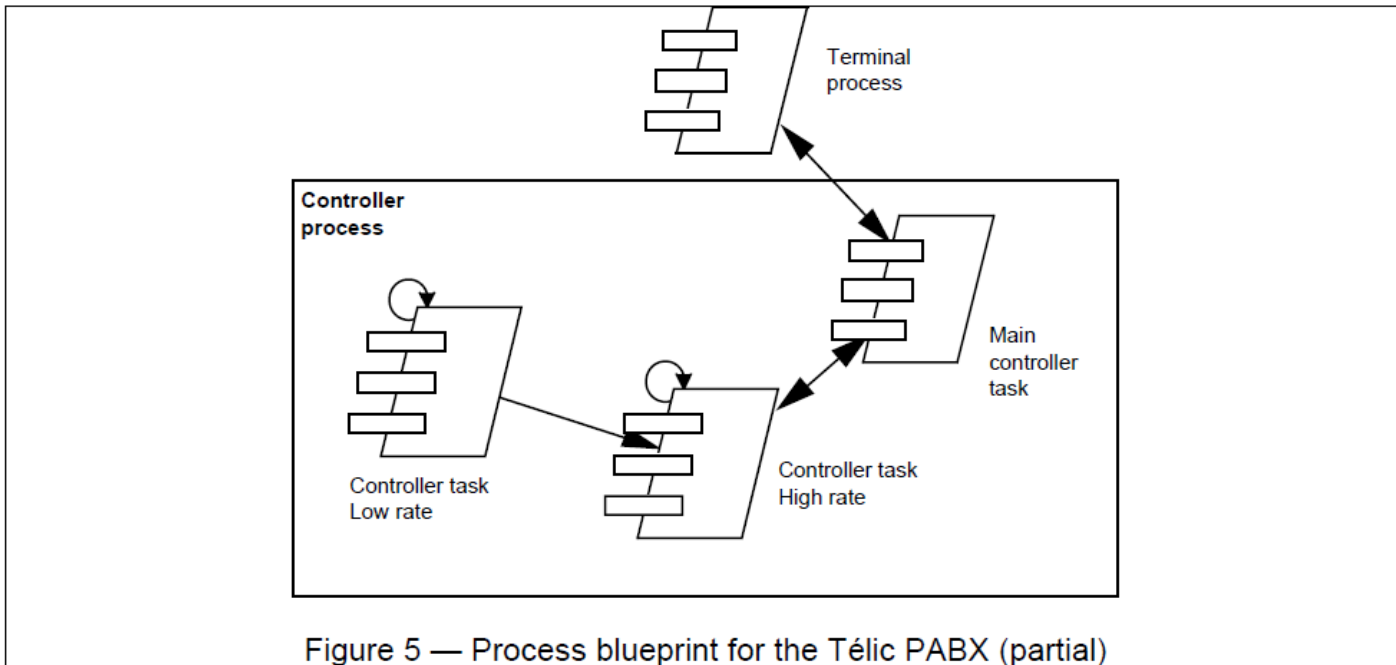 Terminal
process
Controller
process
Main
controller
task
Controller task
Low rate
Controller task
High rate
Figure 5 — Process blueprint for the Télic PABX (partial)